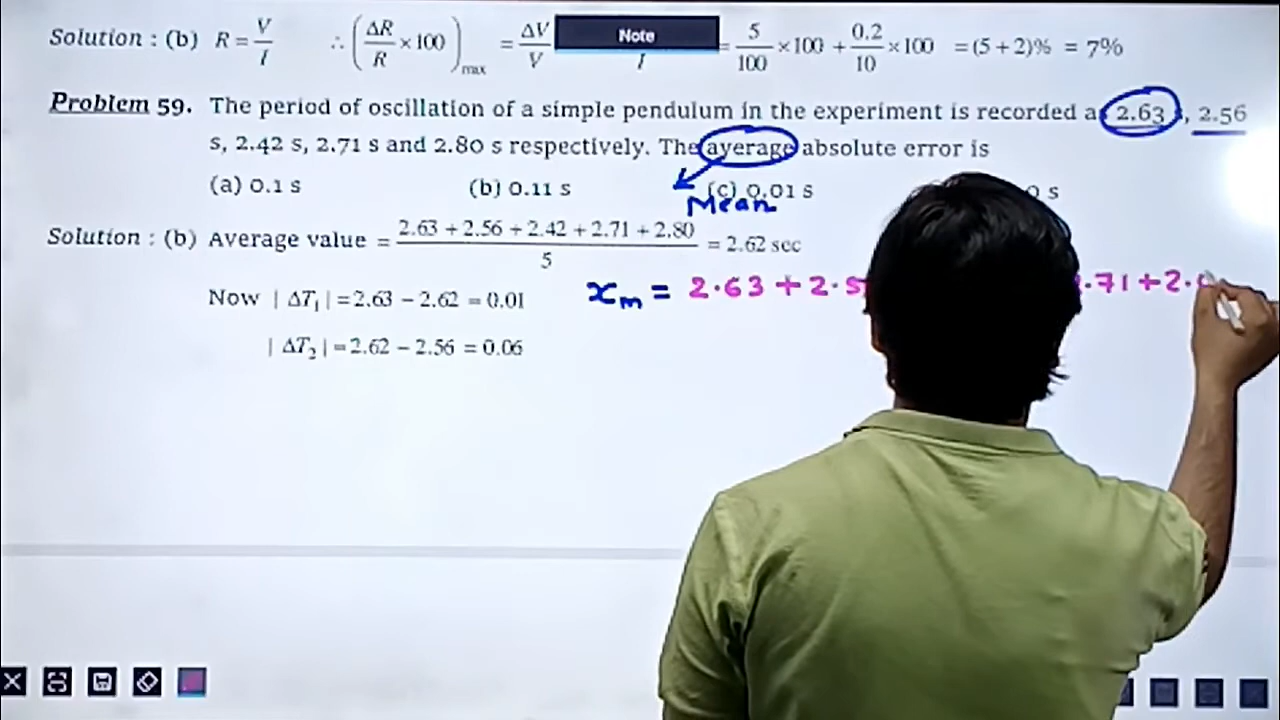 Solution : (b) R = V/I ∴ (ΔR/R × 100)max = ΔV/V Note I = 5/100 × 100 + 0.2/10 × 100 = (5 + 2)% = 7%
Problem 59. The period of oscillation of a simple pendulum in the experiment is recorded a 2.63 s, 2.56
s, 2.42 s, 2.71 s and 2.80 s respectively. The average absolute error is
(a) 0.1 s (b) 0.11 s (c) 0.01 s s
Mean
Solution : (b) Average value = 2.63 + 2.56 + 2.42 + 2.71 + 2.80 / 5 = 2.62 sec
Now | ΔT₁ | = 2.63 − 2.62 = 0.01 xm = 2.63 + 2.5 .71 + 2.
| ΔT₂ | = 2.62 − 2.56 = 0.06